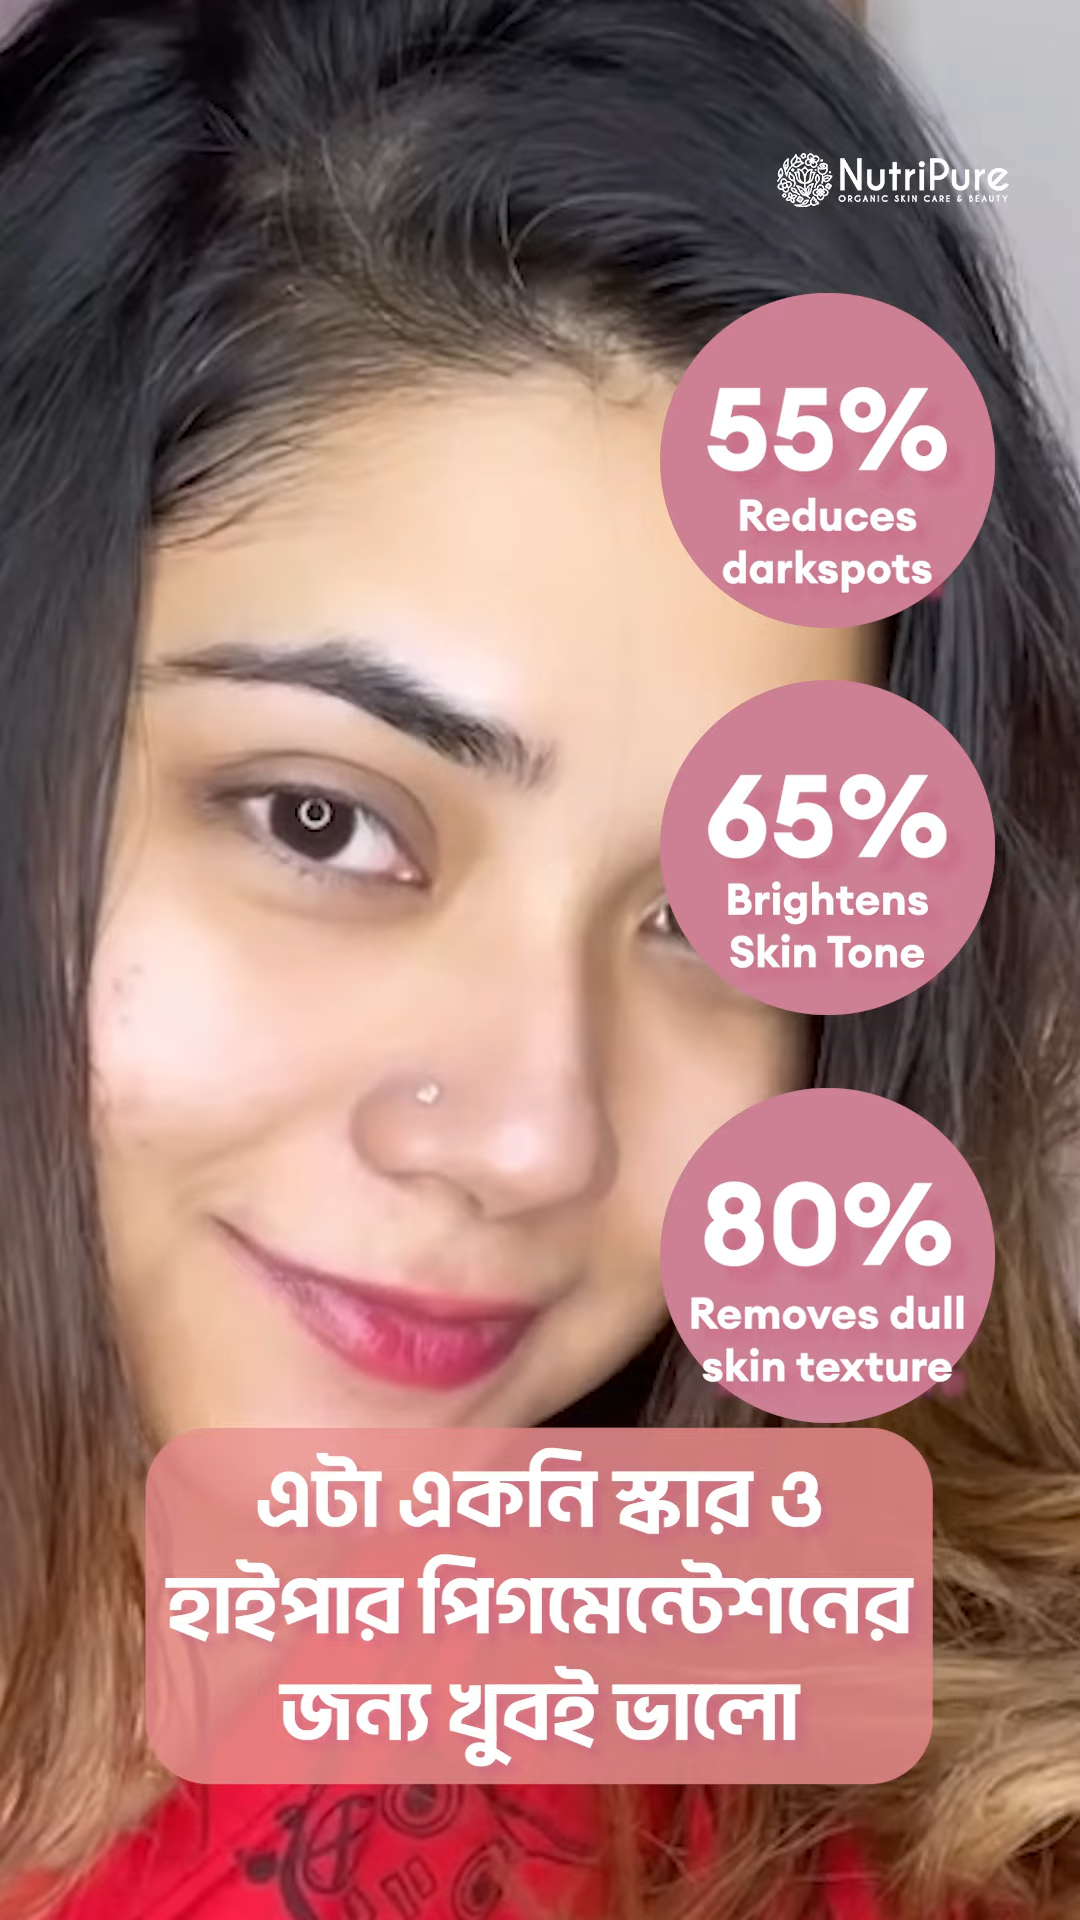 NutriPure
ORGANIC SKIN CARE & BEAUTY
55%
Reduces
darkspots
65%
Brightens
Skin Tone
80%
Removes dull
skin texture
এটা একনি স্কার ও
হাইপার পিগমেন্টেশনের
জন্য খুবই ভালো